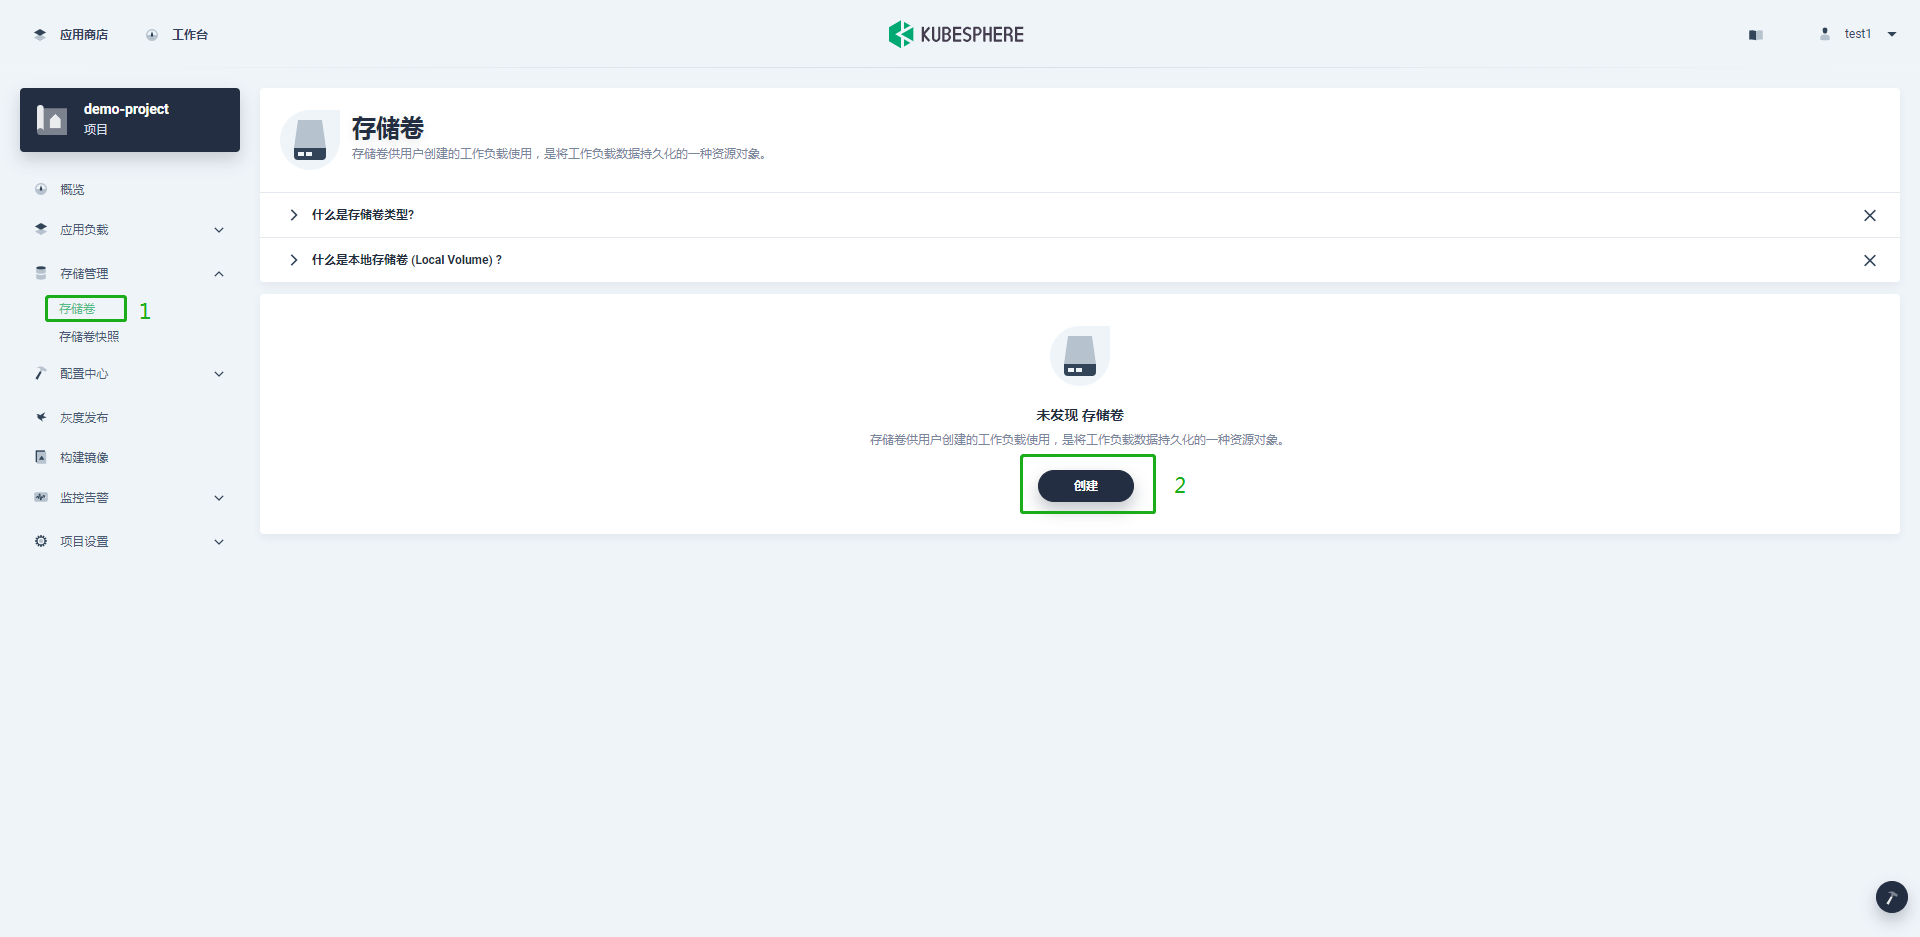 应用商店
工作台
KUBESPHERE
test1
demo-project
项目
概览
应用负载
存储管理
存储卷
1
存储卷快照
配置中心
灰度发布
构建镜像
监控告警
项目设置
存储卷
存储卷供用户创建的工作负载使用，是将工作负载数据持久化的一种资源对象。
什么是存储卷类型?
什么是本地存储卷 (Local Volume) ?
未发现 存储卷
存储卷供用户创建的工作负载使用，是将工作负载数据持久化的一种资源对象。
创建
2